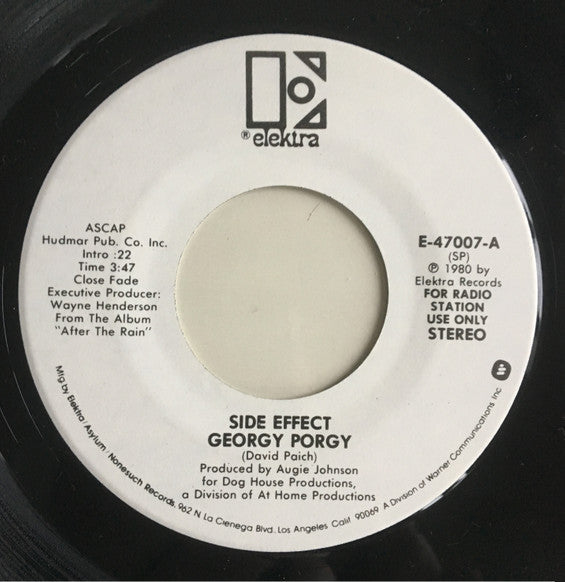 ® elektra
ASCAP
Hudmar Pub. Co. Inc.
Intro :22
Time 3:47
Close Fade
Executive Producer:
Wayne Henderson
From The Album
"After The Rain"
E-47007-A
(SP)
℗ 1980 by
Elektra Records
FOR RADIO
STATION
USE ONLY
STEREO
SIDE EFFECT
GEORGY PORGY
(David Paich)
Produced by Augie Johnson
for Dog House Productions,
a Division of At Home Productions
Mfg by Elektra/Asylum/Nonesuch Records. 962 N La Cienega Blvd. Los Angeles Calif 90069 A Division of Warner Communications Inc